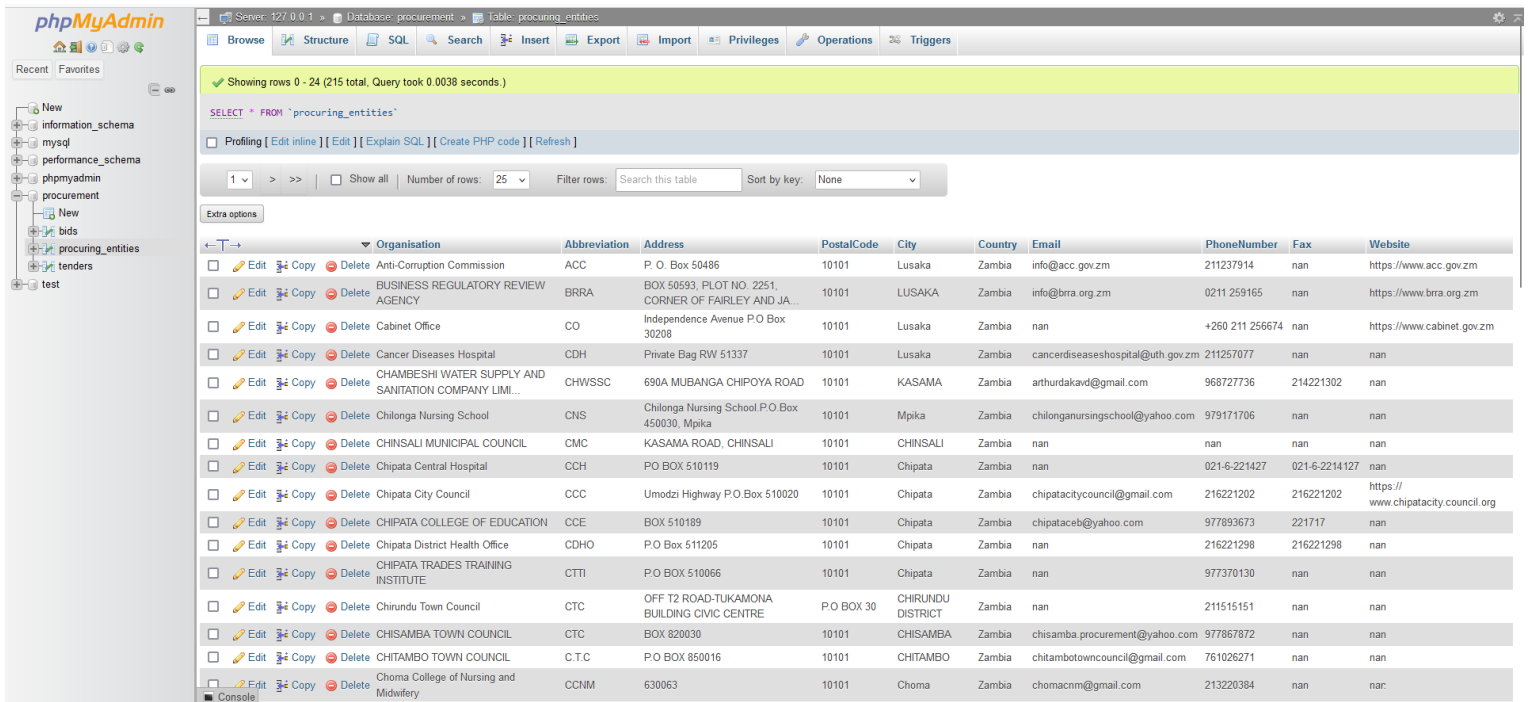 phpMyAdmin
Recent Favorites
New
information_schema
mysql
performance_schema
phpmyadmin
procurement
New
bids
procuring_entities
tenders
test
Server: 127.0.0.1 » Database: procurement » Table: procuring_entities
Browse Structure SQL Search Insert Export Import Privileges Operations Triggers
Showing rows 0 - 24 (215 total, Query took 0.0038 seconds.)
SELECT * FROM `procuring_entities`
Profiling [ Edit inline ] [ Edit ] [ Explain SQL ] [ Create PHP code ] [ Refresh ]
1 > >> | Show all | Number of rows: 25 Filter rows: Search this table Sort by key: None
Extra options
←T→ Organisation Abbreviation Address PostalCode City Country Email PhoneNumber Fax Website
Edit Copy Delete Anti-Corruption Commission ACC P. O. Box 50486 10101 Lusaka Zambia info@acc.gov.zm 211237914 nan https://www.acc.gov.zm
BUSINESS REGULATORY REVIEW BOX 50593, PLOT NO. 2251,
Edit Copy Delete AGENCY BRRA CORNER OF FAIRLEY AND JA... 10101 LUSAKA Zambia info@brra.org.zm 0211 259165 nan https://www.brra.org.zm
Independence Avenue P.O Box
Edit Copy Delete Cabinet Office CO 30208 10101 Lusaka Zambia nan +260 211 256674 nan https://www.cabinet.gov.zm
Edit Copy Delete Cancer Diseases Hospital CDH Private Bag RW 51337 10101 Lusaka Zambia cancerdiseaseshospital@uth.gov.zm 211257077 nan nan
CHAMBESHI WATER SUPPLY AND
Edit Copy Delete SANITATION COMPANY LIMI... CHWSSC 690A MUBANGA CHIPOYA ROAD 10101 KASAMA Zambia arthurdakavd@gmail.com 968727736 214221302 nan
Chilonga Nursing School.P.O.Box
Edit Copy Delete Chilonga Nursing School CNS 450030, Mpika 10101 Mpika Zambia chilonganursingschool@yahoo.com 979171706 nan nan
Edit Copy Delete CHINSALI MUNICIPAL COUNCIL CMC KASAMA ROAD, CHINSALI 10101 CHINSALI Zambia nan nan nan nan
Edit Copy Delete Chipata Central Hospital CCH PO BOX 510119 10101 Chipata Zambia nan 021-6-221427 021-6-2214127 nan
https://
Edit Copy Delete Chipata City Council CCC Umodzi Highway P.O.Box 510020 10101 Chipata Zambia chipatacitycouncil@gmail.com 216221202 216221202 www.chipatacity.council.org
Edit Copy Delete CHIPATA COLLEGE OF EDUCATION CCE BOX 510189 10101 Chipata Zambia chipataceb@yahoo.com 977893673 221717 nan
Edit Copy Delete Chipata District Health Office CDHO P.O Box 511205 10101 Chipata Zambia nan 216221298 216221298 nan
CHIPATA TRADES TRAINING
Edit Copy Delete INSTITUTE CTTI P.O BOX 510066 10101 Chipata Zambia nan 977370130 nan nan
OFF T2 ROAD-TUKAMONA CHIRUNDU
Edit Copy Delete Chirundu Town Council CTC BUILDING CIVIC CENTRE P.O BOX 30 DISTRICT Zambia nan 211515151 nan nan
Edit Copy Delete CHISAMBA TOWN COUNCIL CTC BOX 820030 10101 CHISAMBA Zambia chisamba.procurement@yahoo.com 977867872 nan nan
Edit Copy Delete CHITAMBO TOWN COUNCIL C.T.C P.O BOX 850016 10101 CHITAMBO Zambia chitambotowncouncil@gmail.com 761026271 nan nan
Choma College of Nursing and
Edit Copy Delete Midwifery CCNM 630063 10101 Choma Zambia chomacnm@gmail.com 213220384 nan nan
Console